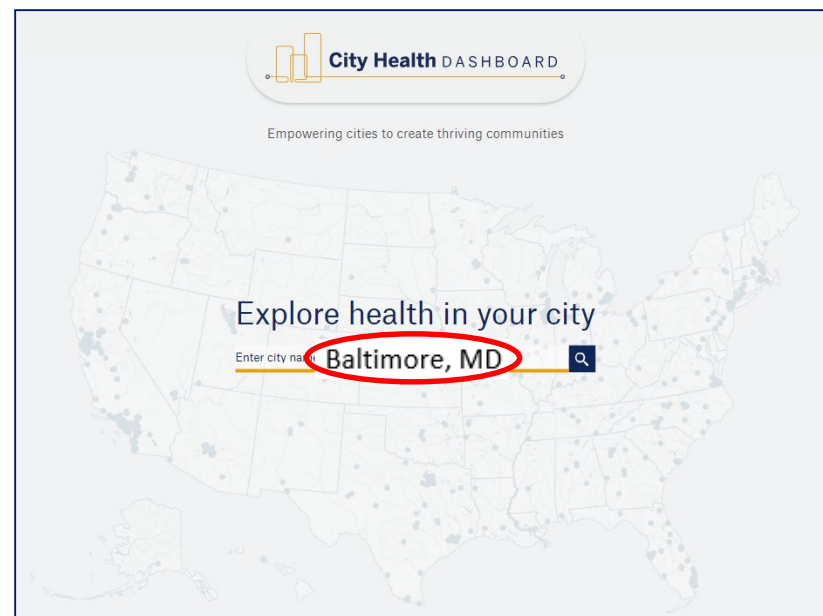 City Health DASHBOARD
Empowering cities to create thriving communities
Explore health in your city
Enter city name Baltimore, MD